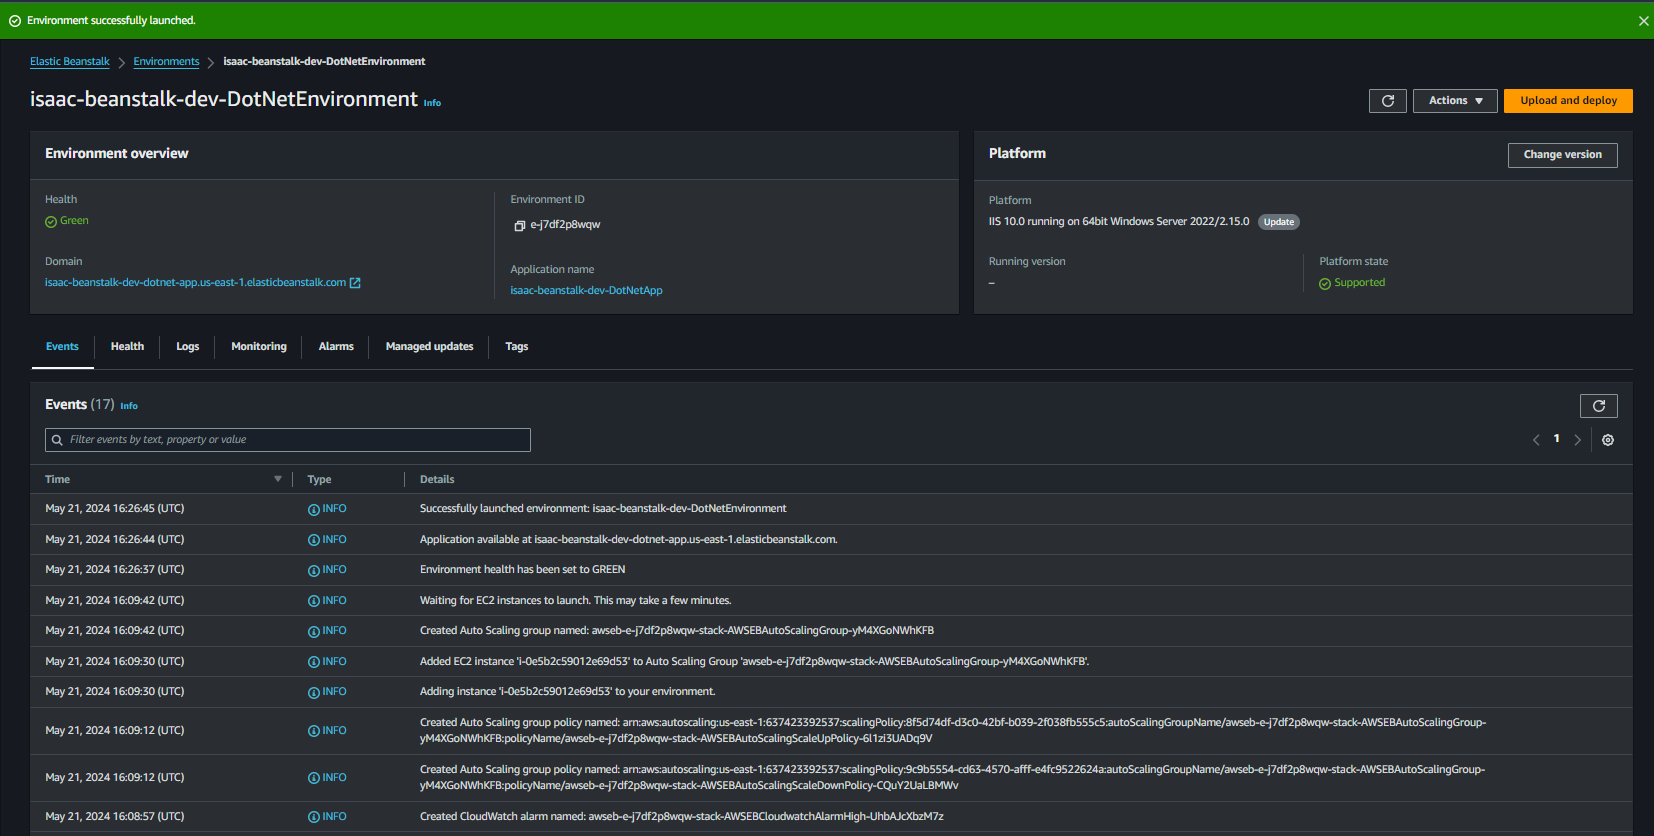 Environment successfully launched.
Elastic Beanstalk > Environments > isaac-beanstalk-dev-DotNetEnvironment
isaac-beanstalk-dev-DotNetEnvironment Info
Actions
Upload and deploy
Environment overview
Health
Green
Environment ID
e-j7df2p8wqw
Domain
isaac-beanstalk-dev-dotnet-app.us-east-1.elasticbeanstalk.com
Application name
isaac-beanstalk-dev-DotNetApp
Platform
Change version
Platform
IIS 10.0 running on 64bit Windows Server 2022/2.15.0 Update
Running version
–
Platform state
Supported
Events Health Logs Monitoring Alarms Managed updates Tags
Events (17) Info
Filter events by text, property or value
1
Time Type Details
May 21, 2024 16:26:45 (UTC) INFO Successfully launched environment: isaac-beanstalk-dev-DotNetEnvironment
May 21, 2024 16:26:44 (UTC) INFO Application available at isaac-beanstalk-dev-dotnet-app.us-east-1.elasticbeanstalk.com.
May 21, 2024 16:26:37 (UTC) INFO Environment health has been set to GREEN
May 21, 2024 16:09:42 (UTC) INFO Waiting for EC2 instances to launch. This may take a few minutes.
May 21, 2024 16:09:42 (UTC) INFO Created Auto Scaling group named: awseb-e-j7df2p8wqw-stack-AWSEBAutoScalingGroup-yM4XGoNWhKFB
May 21, 2024 16:09:30 (UTC) INFO Added EC2 instance 'i-0e5b2c59012e69d53' to Auto Scaling Group 'awseb-e-j7df2p8wqw-stack-AWSEBAutoScalingGroup-yM4XGoNWhKFB'.
May 21, 2024 16:09:30 (UTC) INFO Adding instance 'i-0e5b2c59012e69d53' to your environment.
May 21, 2024 16:09:12 (UTC) INFO Created Auto Scaling group policy named: arn:aws:autoscaling:us-east-1:637423392537:scalingPolicy:8f5d74df-d3c0-42bf-b039-2f038fb555c5:autoScalingGroupName/awseb-e-j7df2p8wqw-stack-AWSEBAutoScalingGroup-
yM4XGoNWhKFB:policyName/awseb-e-j7df2p8wqw-stack-AWSEBAutoScalingScaleUpPolicy-6l1zi3UADq9V
May 21, 2024 16:09:12 (UTC) INFO Created Auto Scaling group policy named: arn:aws:autoscaling:us-east-1:637423392537:scalingPolicy:9c9b5554-cd63-4570-afff-e4fc9522624a:autoScalingGroupName/awseb-e-j7df2p8wqw-stack-AWSEBAutoScalingGroup-
yM4XGoNWhKFB:policyName/awseb-e-j7df2p8wqw-stack-AWSEBAutoScalingScaleDownPolicy-CQuY2UaLBMWv
May 21, 2024 16:08:57 (UTC) INFO Created CloudWatch alarm named: awseb-e-j7df2p8wqw-stack-AWSEBCloudwatchAlarmHigh-UhbAJcXbzM7z